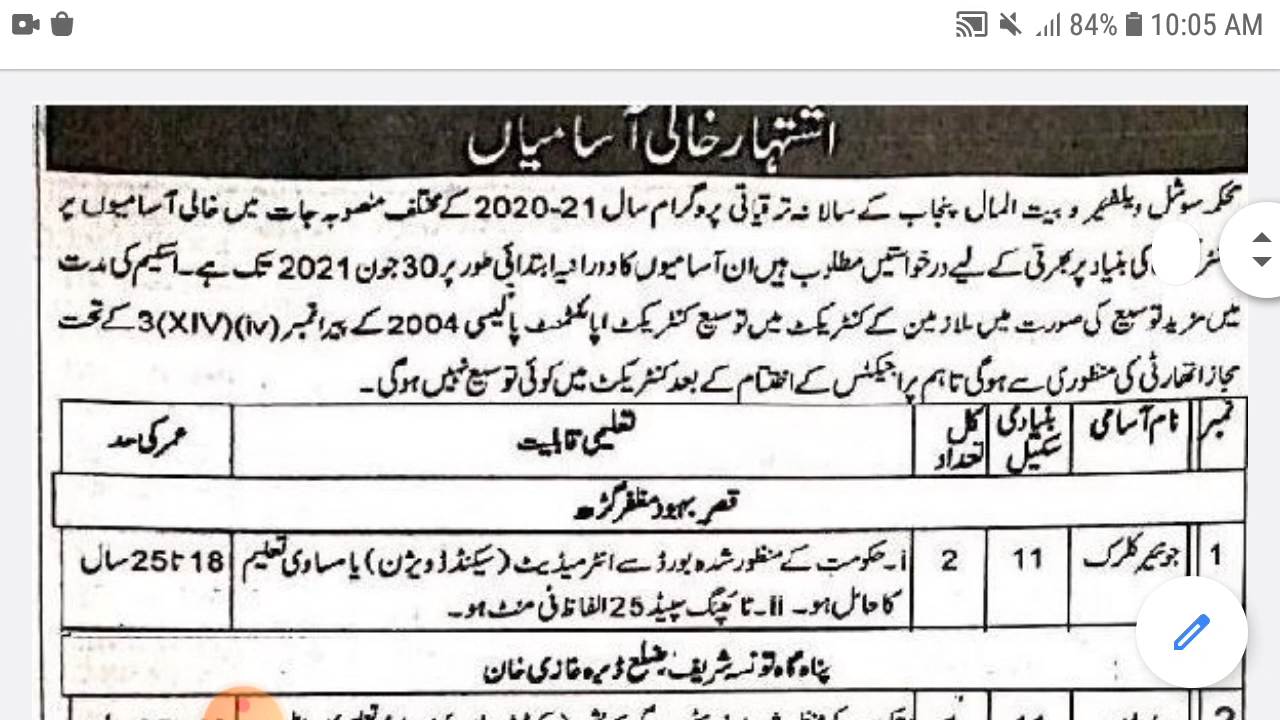 84% 10:05 AM
اشتہار خالی آسامیاں
محکمہ سوشل ویلفیئر و بیت المال پنجاب کے سالانہ ترقیاتی پروگرام سال 2020-21 کے مختلف منصوبہ جات میں خالی آسامیوں پر
کی بنیاد پر بھرتی کے لیے درخواستیں مطلوب ہیں ان آسامیوں کا دورانیہ ابتدائی طور پر 30 جون 2021 تک ہے۔ اسکیم کی مدت
میں مزید توسیع کی صورت میں ملازمین کے کنٹریکٹ میں توسیع کنٹریکٹ اپائنٹمنٹ پالیسی 2004 کے پیرا نمبر 3(XIV)(iv) کے تحت
مجاز اتھارٹی کی منظوری سے ہوگی تاہم پراجیکٹس کے اختتام کے بعد کنٹریکٹ میں کوئی توسیع نہیں ہوگی۔
نمبر نام آسامی بنیادی سکیل کل تعداد تعلیمی قابلیت عمر کی حد
قصر بہبود مظفر گڑھ
1 جونیئر کلرک 11 2 i۔ حکومت کے منظور شدہ بورڈ سے انٹرمیڈیٹ (سیکنڈ ڈویژن) یا مساوی تعلیم 18 تا 25 سال
کا حامل ہو۔ ii۔ ٹائپنگ سپیڈ 25 الفاظ فی منٹ ہو۔
پناہ گاہ تونسہ شریف، ضلع ڈیرہ غازی خان